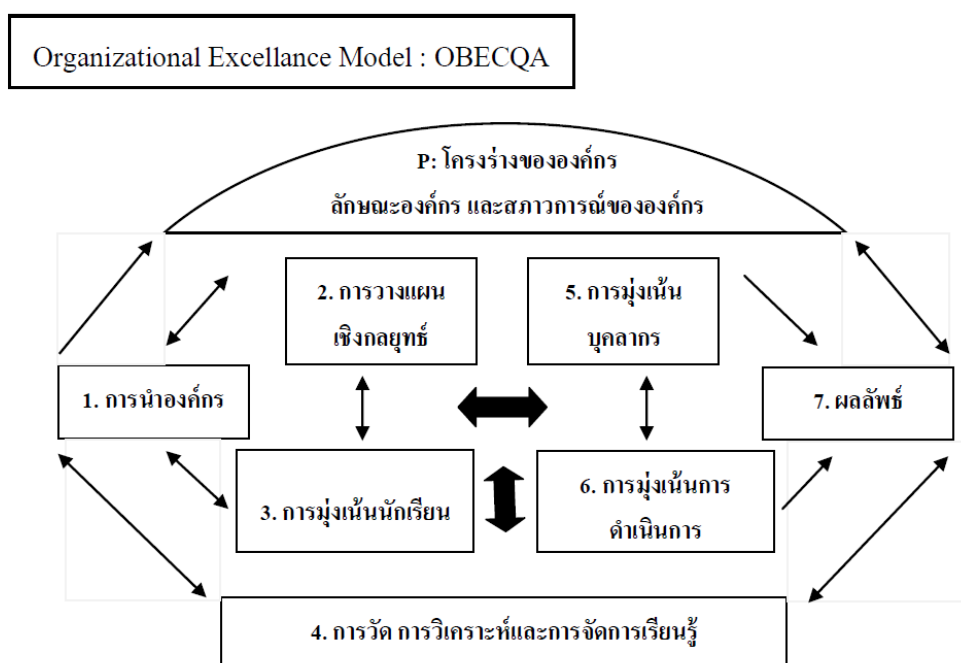 Organizational Excellance Model : OBECQA
P: โครงร่างขององค์กร
ลักษณะองค์กร และสภาวการณ์ขององค์กร
2. การวางแผน
เชิงกลยุทธ์
5. การมุ่งเน้น
บุคลากร
1. การนำองค์กร
7. ผลลัพธ์
3. การมุ่งเน้นนักเรียน
6. การมุ่งเน้นการ
ดำเนินการ
4. การวัด การวิเคราะห์และการจัดการเรียนรู้